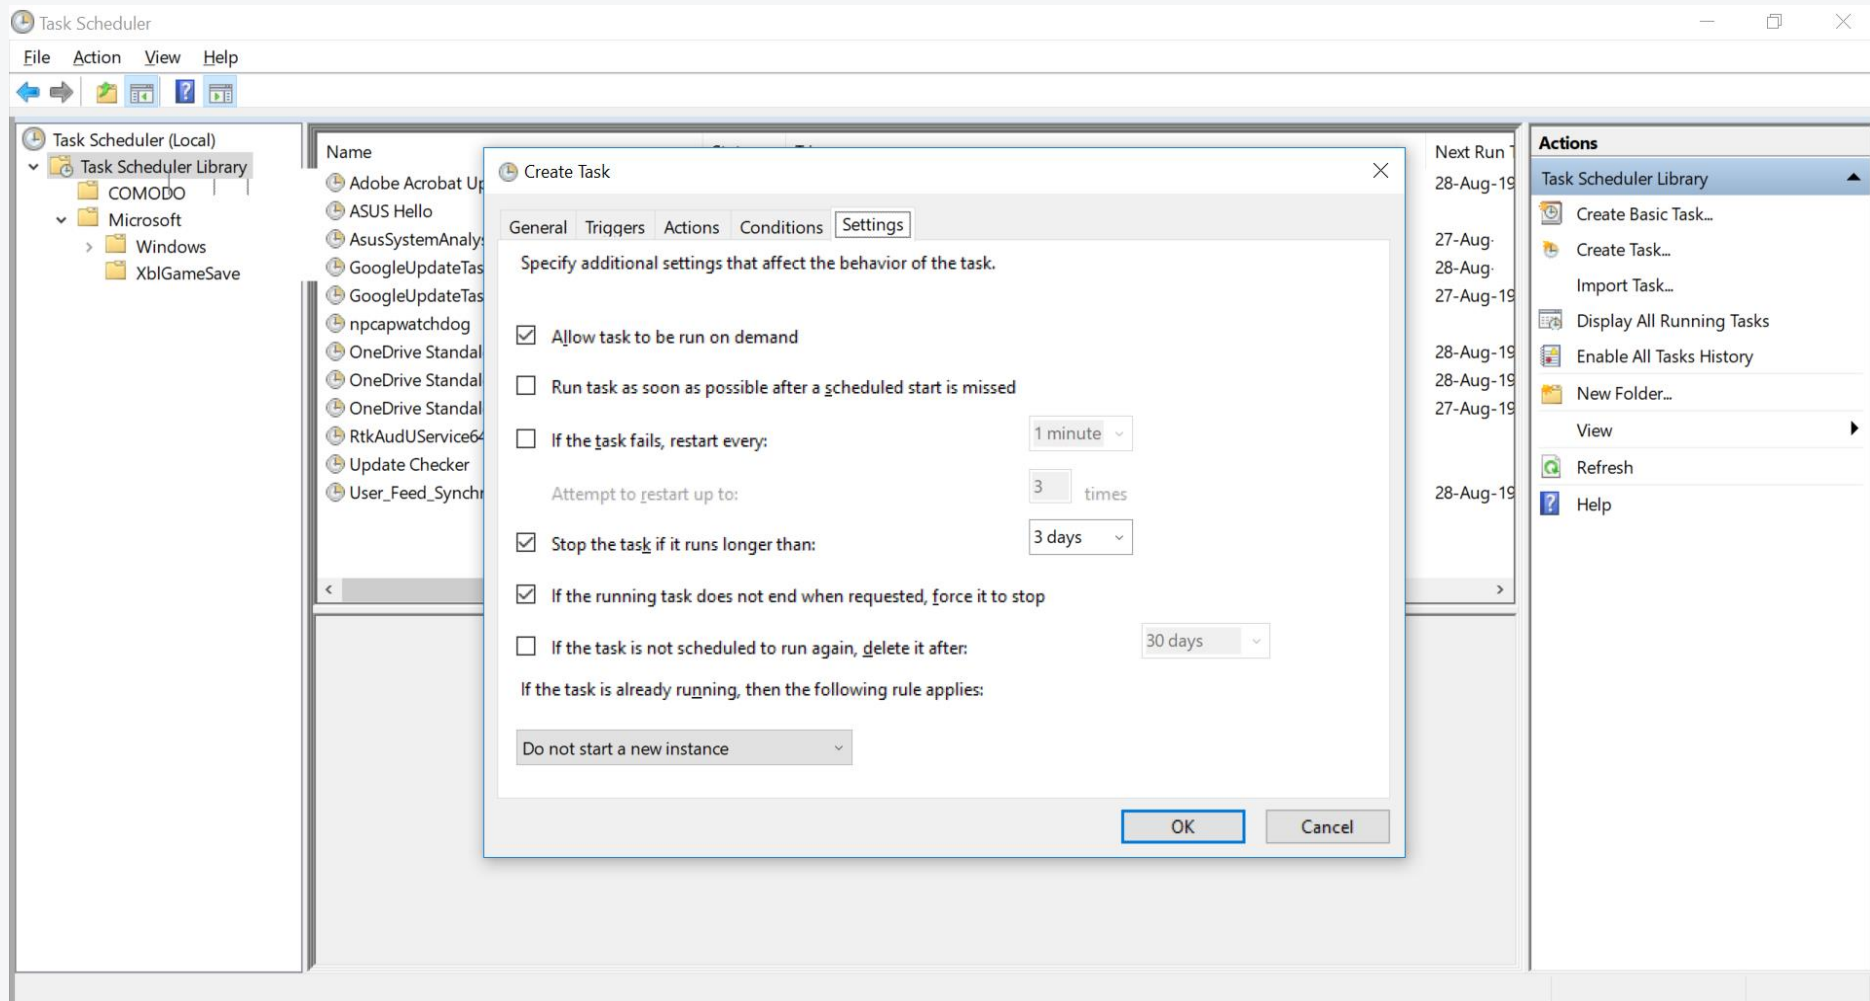 Task Scheduler
File Action View Help
Task Scheduler (Local)
Task Scheduler Library
COMODO
Microsoft
Windows
XblGameSave
Name
Adobe Acrobat Up
ASUS Hello
AsusSystemAnalys
GoogleUpdateTas
GoogleUpdateTas
npcapwatchdog
OneDrive Standal
OneDrive Standal
OneDrive Standal
RtkAudUService64
Update Checker
User_Feed_Synchr
Create Task
General Triggers Actions Conditions Settings
Specify additional settings that affect the behavior of the task.
Allow task to be run on demand
Run task as soon as possible after a scheduled start is missed
If the task fails, restart every: 1 minute
Attempt to restart up to: 3 times
Stop the task if it runs longer than: 3 days
If the running task does not end when requested, force it to stop
If the task is not scheduled to run again, delete it after: 30 days
If the task is already running, then the following rule applies:
Do not start a new instance
OK Cancel
Next Run
28-Aug-19
27-Aug-
28-Aug-
27-Aug-19
28-Aug-19
28-Aug-19
27-Aug-19
28-Aug-19
Actions
Task Scheduler Library
Create Basic Task...
Create Task...
Import Task...
Display All Running Tasks
Enable All Tasks History
New Folder...
View
Refresh
Help